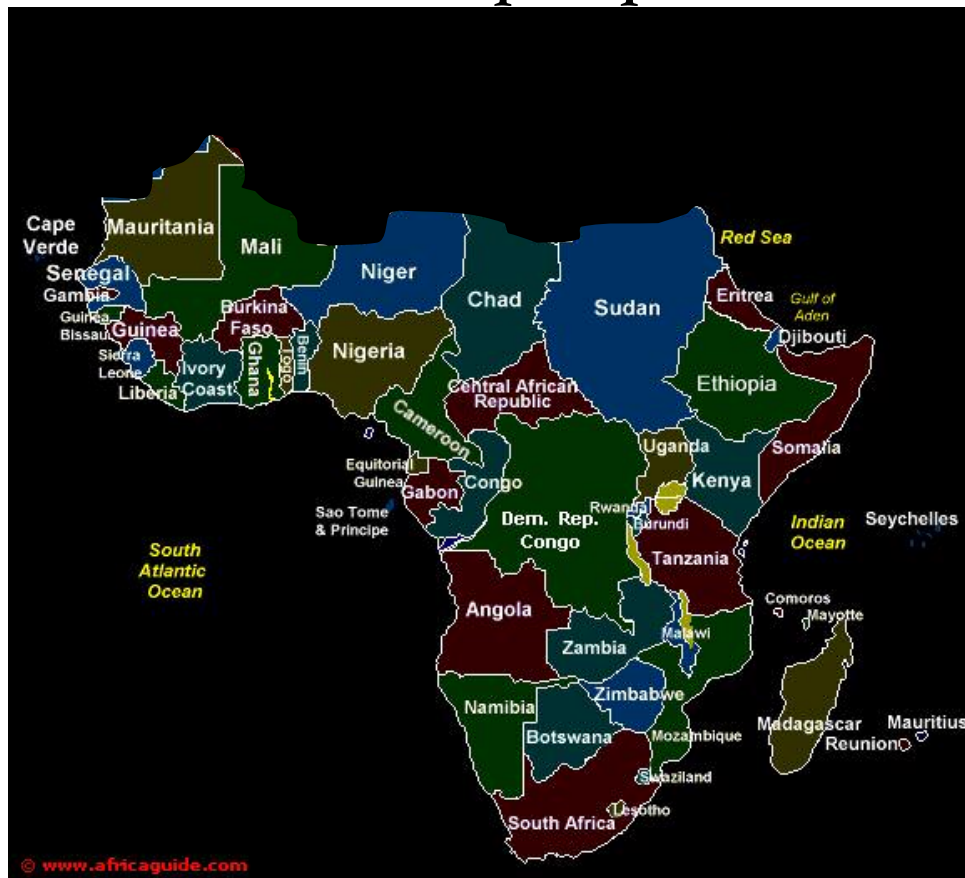 Cape
Verde
Mauritania
Mali
Niger
Chad
Sudan
Red Sea
Senegal
Gambia
Guinea
Bissau
Guinea
Burkina
Faso
Eritrea
Gulf of
Aden
Djibouti
Sierra
Leone
Liberia
Ivory
Coast
Ghana
Togo
Benin
Nigeria
Central African
Republic
Ethiopia
Somalia
Cameroon
Equitorial
Guinea
Gabon
Congo
Uganda
Kenya
Sao Tome
& Principe
Dem. Rep.
Congo
Rwanda
Burundi
Tanzania
Indian
Ocean
Seychelles
South
Atlantic
Ocean
Angola
Zambia
Malawi
Comoros
Mayotte
Namibia
Zimbabwe
Botswana
Mozambique
Madagascar
Mauritius
Reunion
Swaziland
Lesotho
South Africa
© www.africaguide.com